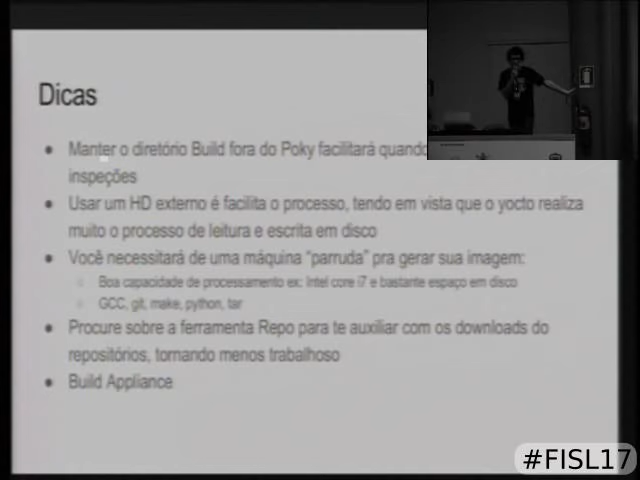 Dicas
Manter o diretório Build fora do Poky facilitará quando
inspeções
Usar um HD externo é facilita o processo, tendo em vista que o yocto realiza
muito o processo de leitura e escrita em disco
Você necessitará de uma máquina “parruda” pra gerar sua imagem:
Boa capacidade de processamento ex: Intel core i7 e bastante espaço em disco
GCC, git, make, python, tar
Procure sobre a ferramenta Repo para te auxiliar com os downloads do
repositórios, tornando menos trabalhoso
Build Appliance
#FISL17